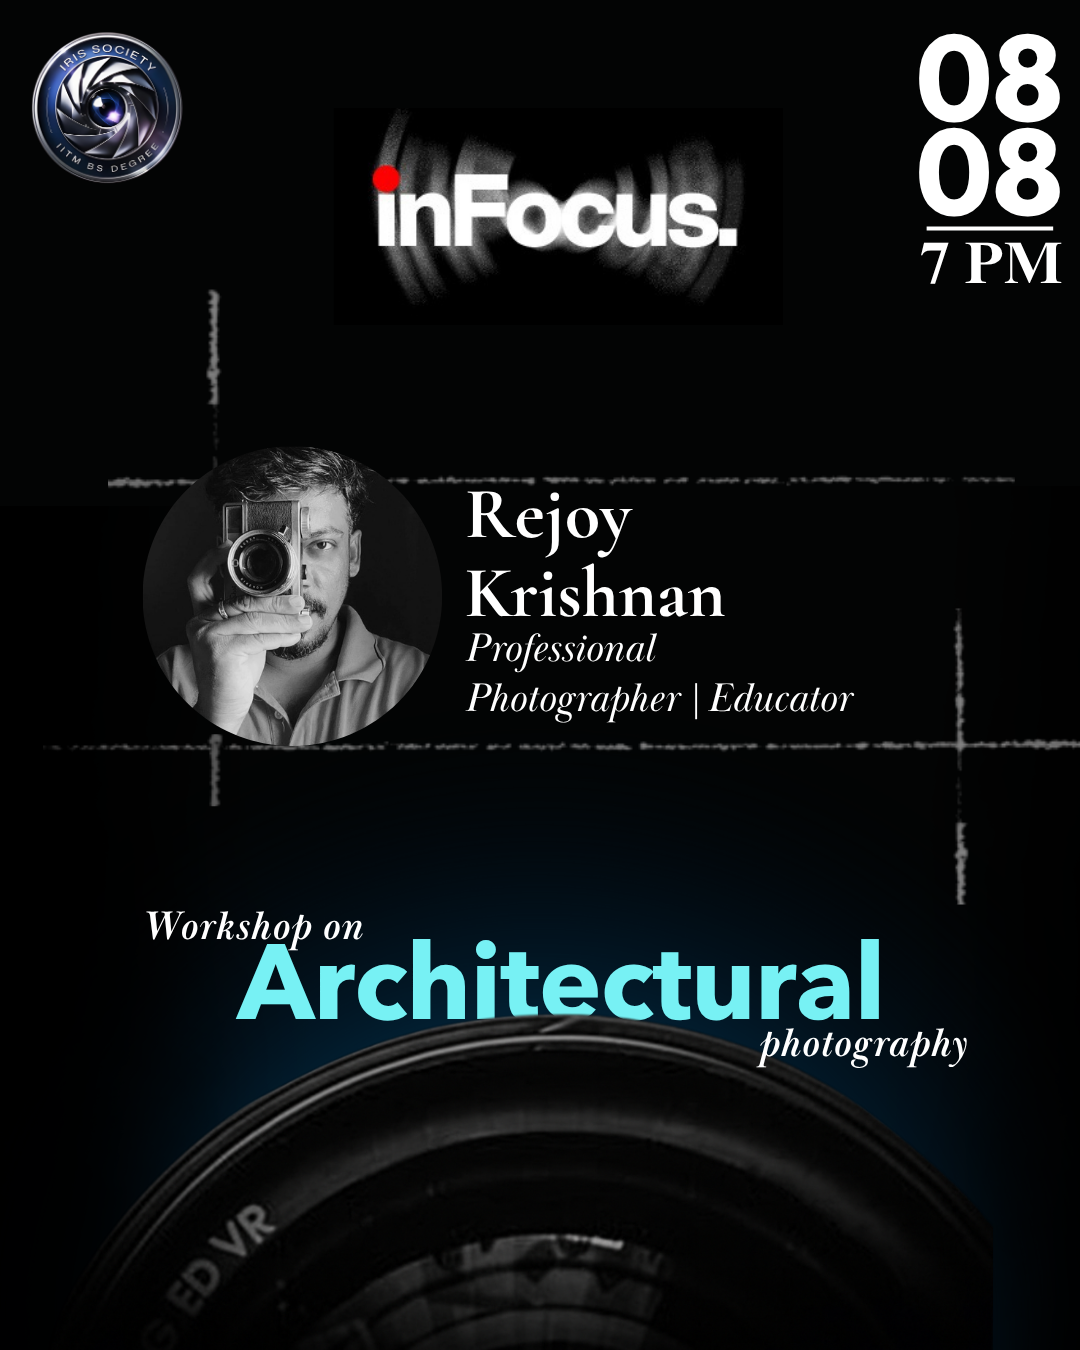 IRIS SOCIETY
IITM BS DEGREE
08
08
7 PM
inFocus.
Rejoy
Krishnan
Professional
Photographer | Educator
Workshop on
Architectural
photography
G ED VR